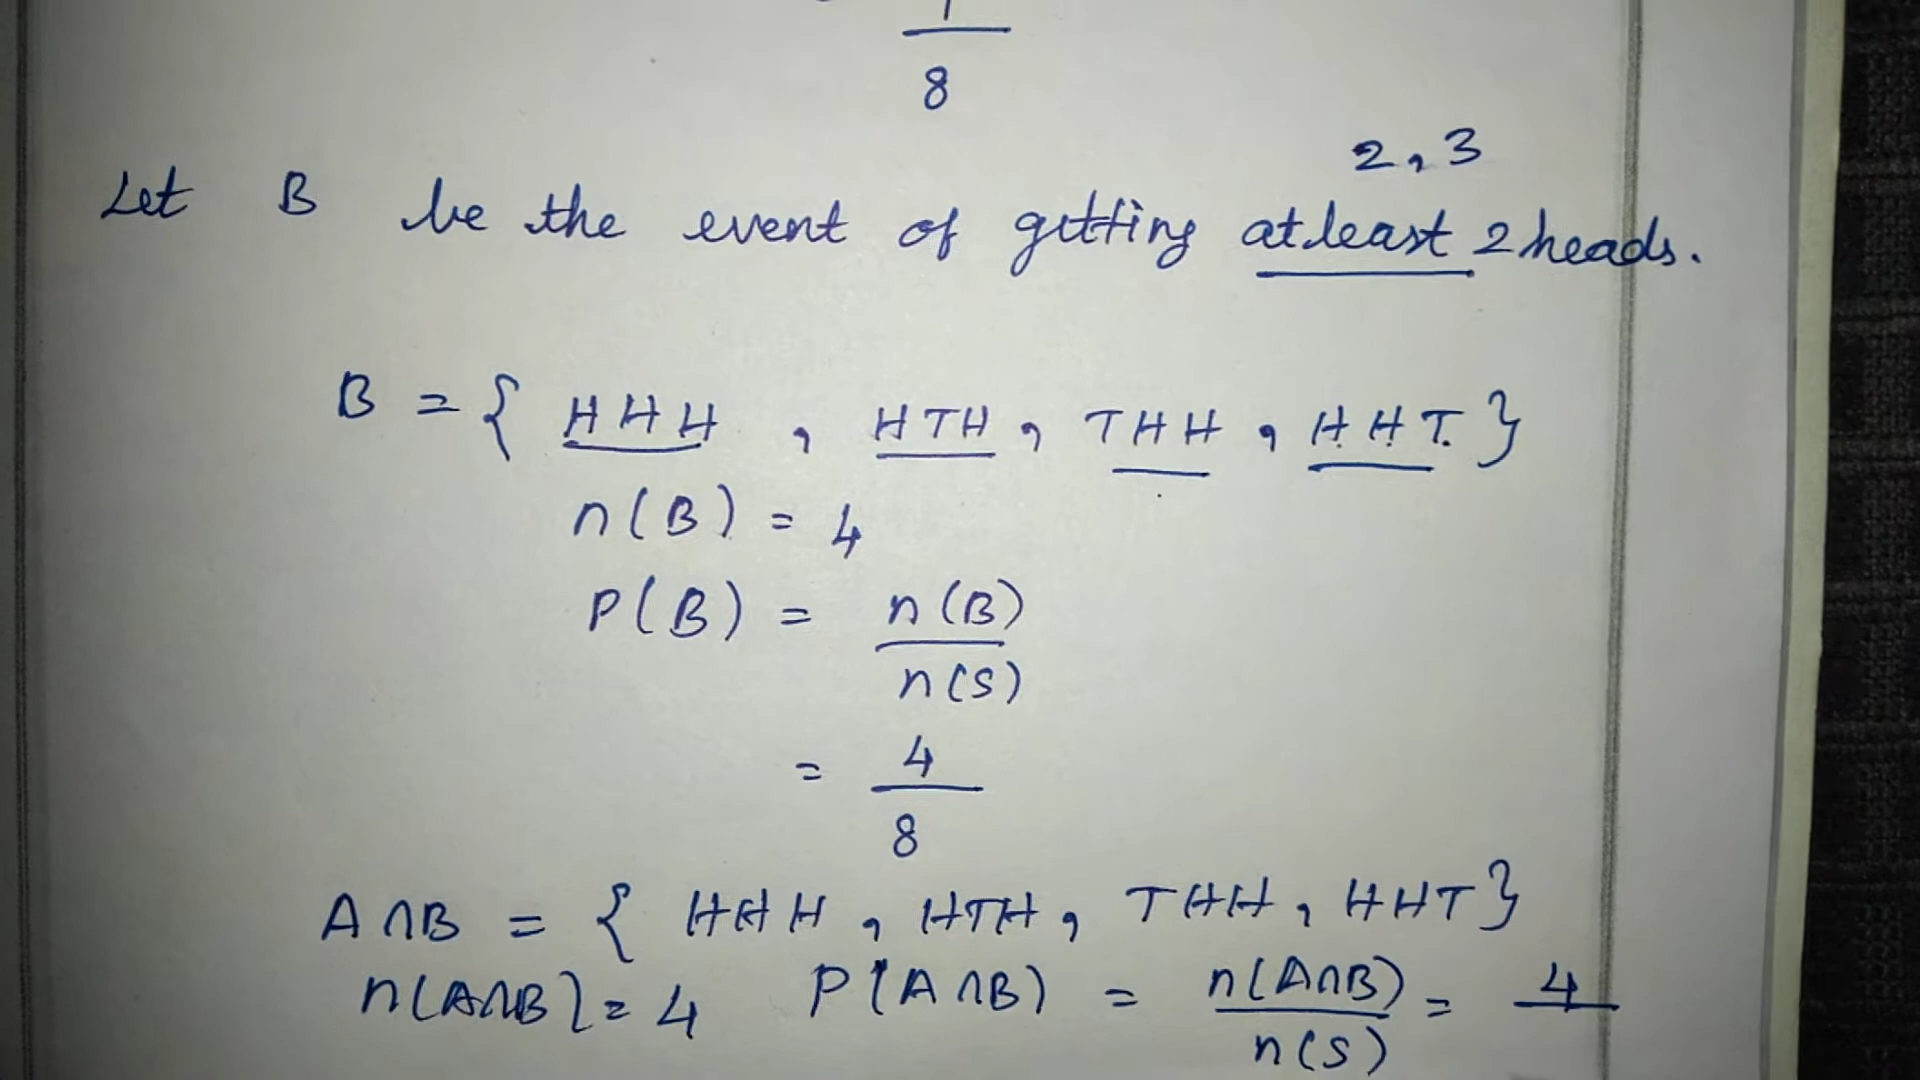 8
2,3
Let B be the event of getting atleast 2 heads.
B = { HHH , HTH , THH , HHT. }
n(B) = 4
P(B) = n(B)
n(S)
= 4
8
A∩B = { HHH , HTH , THH , HHT }
n(A∩B) = 4 P(A∩B) = n(A∩B) = 4
n(S)